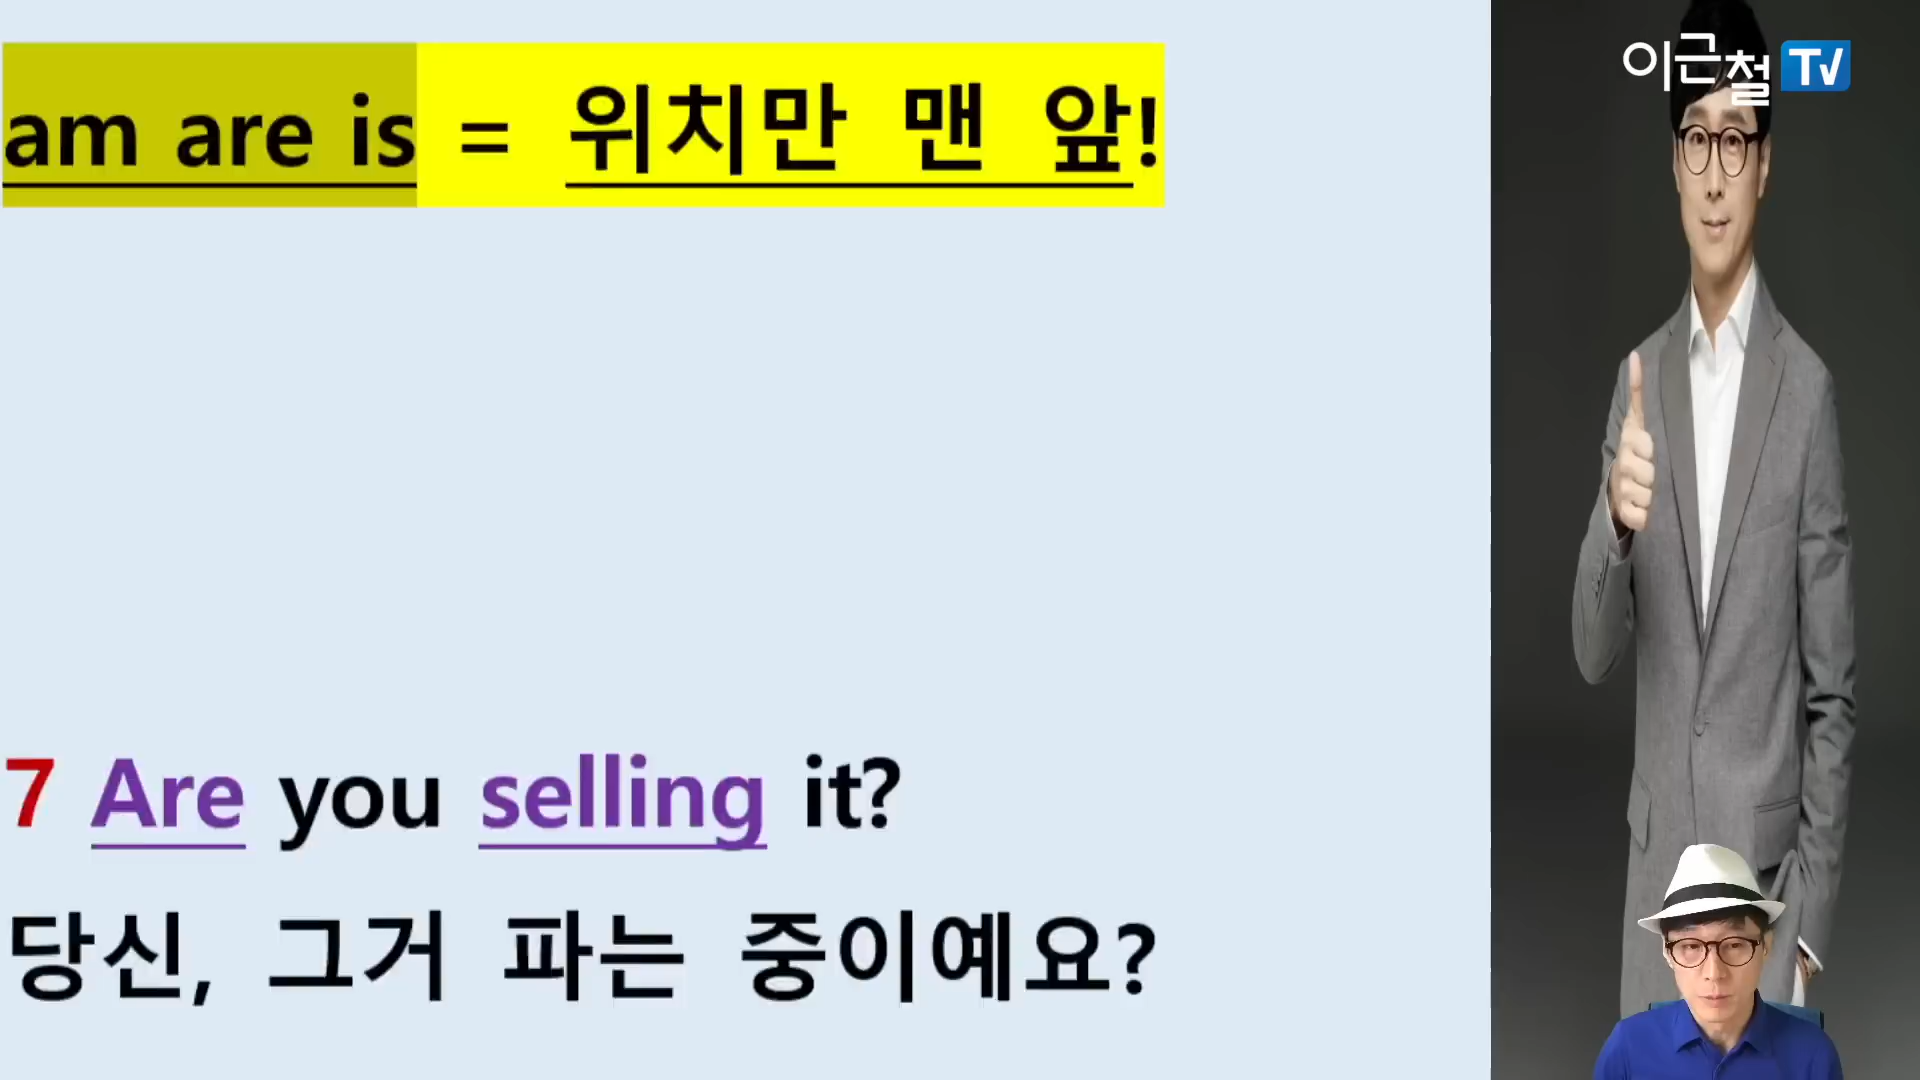 am are is = 위치만 맨 앞!
이근철 TV
7 Are you selling it?
당신, 그거 파는 중이예요?